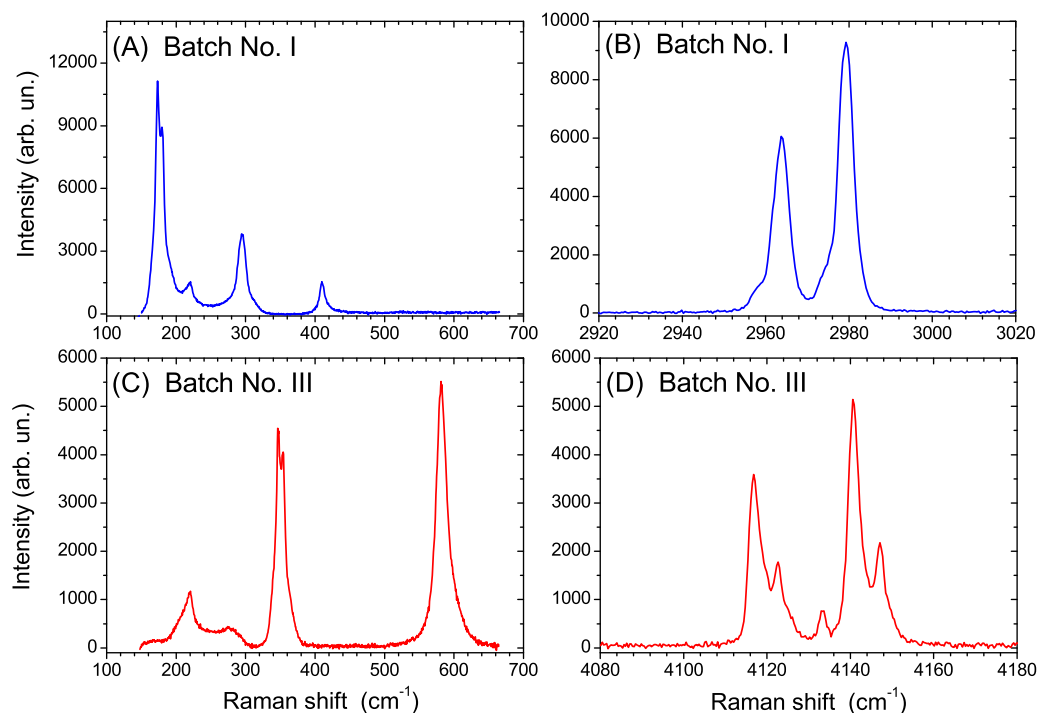 (A) Batch No. I
Intensity (arb. un.)
12000
9000
6000
3000
0
100 200 300 400 500 600 700
(B) Batch No. I
10000
8000
6000
4000
2000
0
2920 2940 2960 2980 3000 3020
(C) Batch No. III
Intensity (arb. un.)
6000
5000
4000
3000
2000
1000
0
100 200 300 400 500 600 700
Raman shift (cm⁻¹)
(D) Batch No. III
6000
5000
4000
3000
2000
1000
0
4080 4100 4120 4140 4160 4180
Raman shift (cm⁻¹)